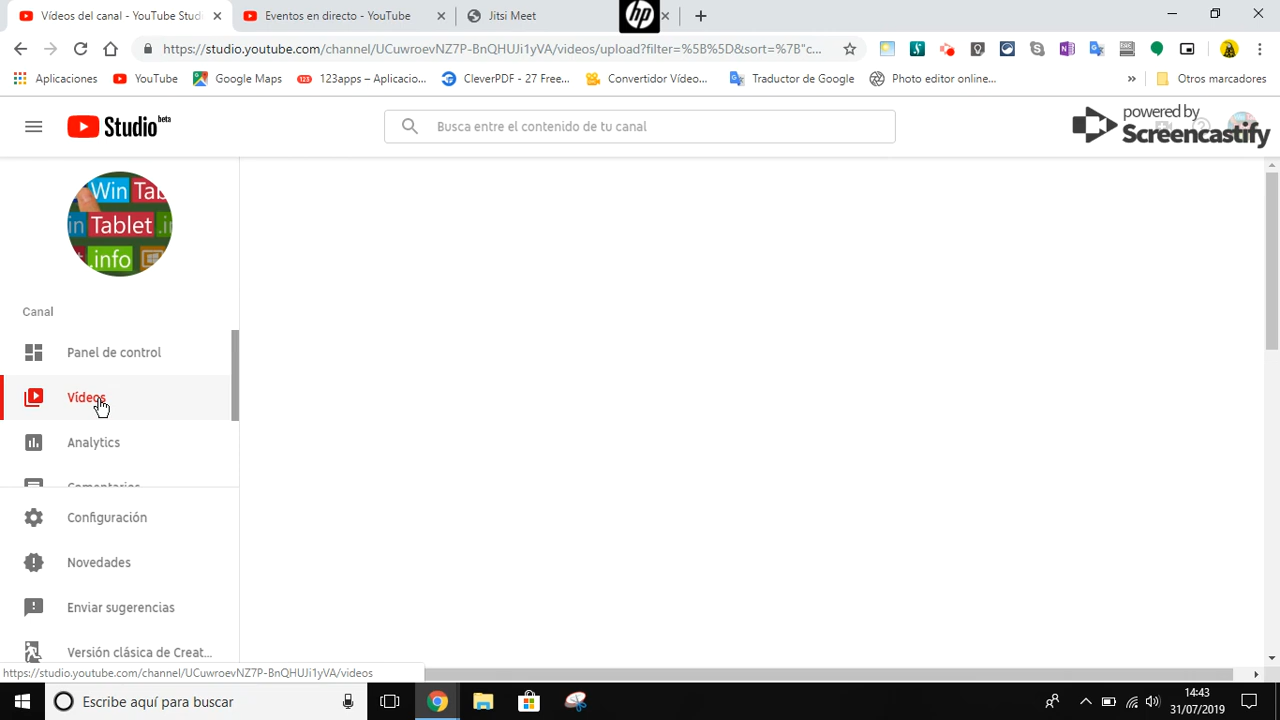 Vídeos del canal - YouTube Stud
Eventos en directo - YouTube
Jitsi Meet
hp
https://studio.youtube.com/channel/UCuwroevNZ7P-BnQHUJi1yVA/videos/upload?filter=%5B%5D&sort=%7B"c...
Aplicaciones
YouTube
Google Maps
123apps – Aplicacio...
CleverPDF - 27 Free...
Convertidor Vídeo...
Traductor de Google
Photo editor online...
»
Otros marcadores
Studio beta
Busca entre el contenido de tu canal
powered by
Screencastify
Win Tab
in Tablet .i
.info
Canal
Panel de control
Vídeos
Analytics
Comentarios
Configuración
Novedades
Enviar sugerencias
Versión clásica de Creat...
https://studio.youtube.com/channel/UCuwroevNZ7P-BnQHUJi1yVA/videos
Escribe aquí para buscar
14:43
31/07/2019